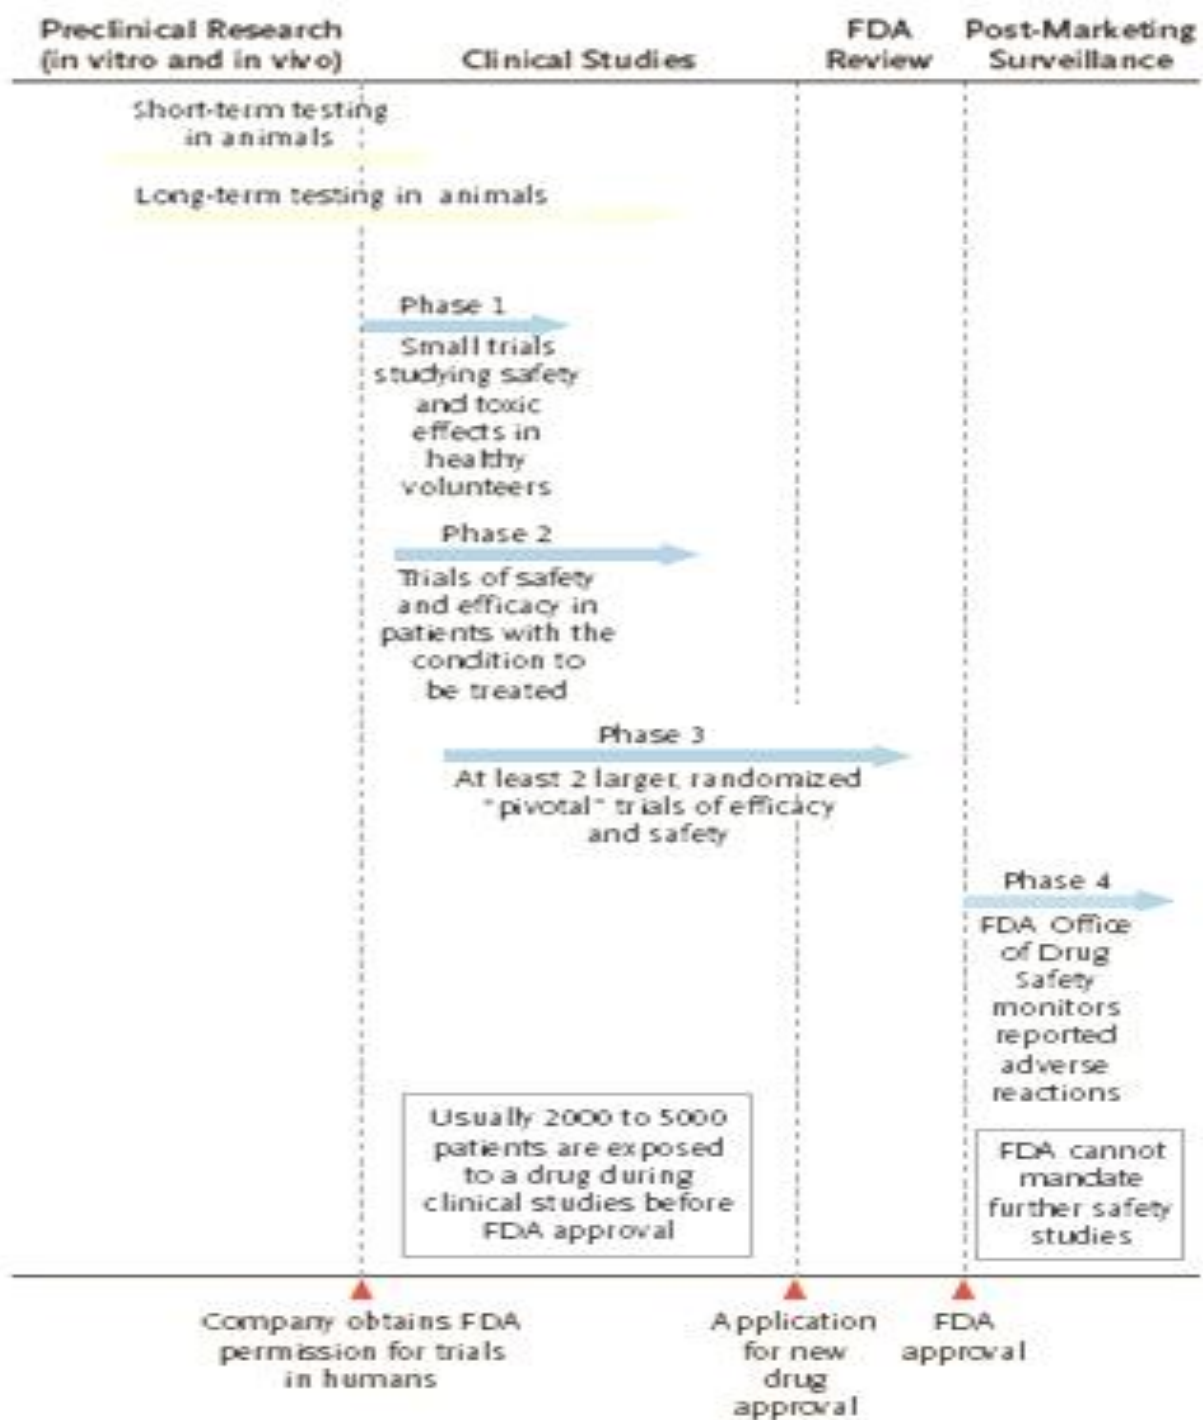 Preclinical Research
(in vitro and in vivo)
Clinical Studies
FDA
Review
Post-Marketing
Surveillance
Short-term testing
in animals
Long-term testing in animals
Phase 1
Small trials
studying safety
and toxic
effects in
healthy
volunteers
Phase 2
Trials of safety
and efficacy in
patients with the
condition to
be treated
Phase 3
At least 2 larger, randomized
"pivotal" trials of efficacy
and safety
Phase 4
FDA Office
of Drug
Safety
monitors
reported
adverse
reactions
Usually 2000 to 5000
patients are exposed
to a drug during
clinical studies before
FDA approval
FDA cannot
mandate
further safety
studies
Company obtains FDA
permission for trials
in humans
Application
for new
drug
approval
FDA
approval